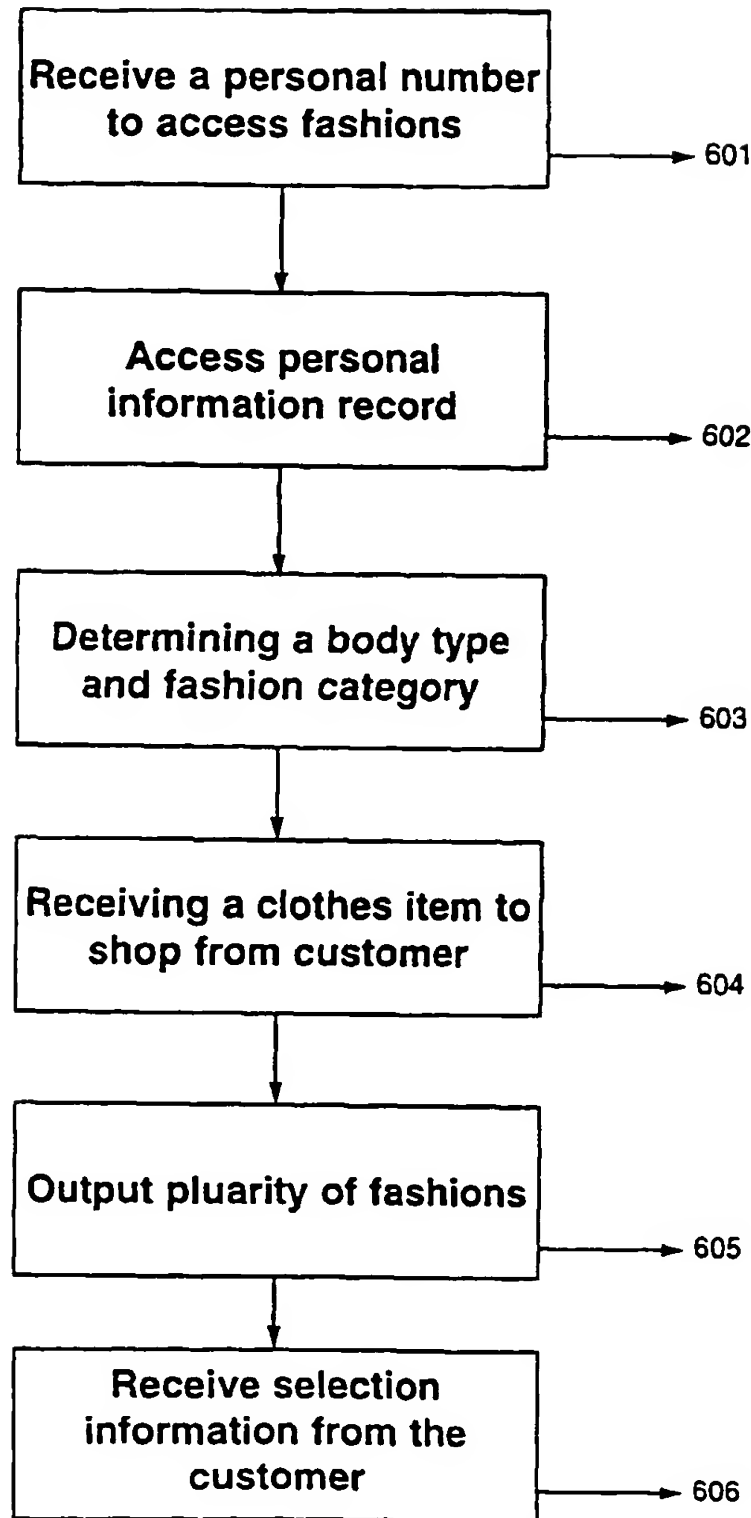 Receive a personal number
to access fashions
601
Access personal
information record
602
Determining a body type
and fashion category
603
Receiving a clothes item to
shop from customer
604
Output pluarity of fashions
605
Receive selection
information from the
customer
606